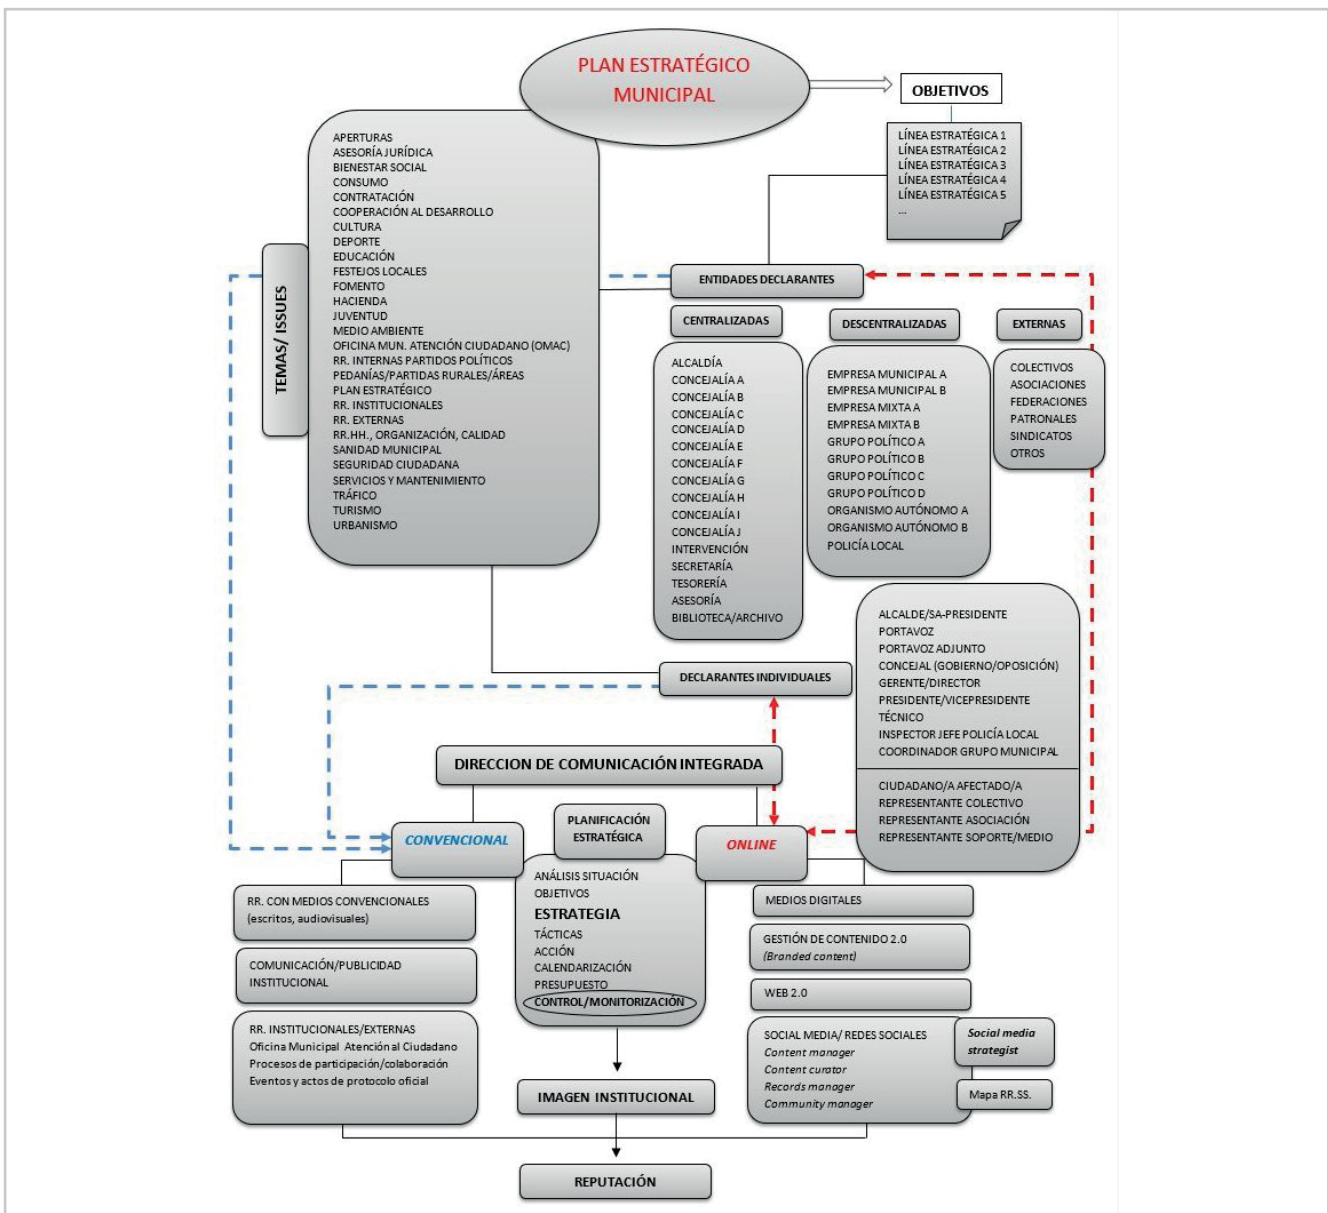 PLAN ESTRATÉGICO
MUNICIPAL
OBJETIVOS
LÍNEA ESTRATÉGICA 1
LÍNEA ESTRATÉGICA 2
LÍNEA ESTRATÉGICA 3
LÍNEA ESTRATÉGICA 4
LÍNEA ESTRATÉGICA 5
...
TEMAS/ ISSUES
APERTURAS
ASESORÍA JURÍDICA
BIENESTAR SOCIAL
CONSUMO
CONTRATACIÓN
COOPERACIÓN AL DESARROLLO
CULTURA
DEPORTE
EDUCACIÓN
FESTEJOS LOCALES
FOMENTO
HACIENDA
JUVENTUD
MEDIO AMBIENTE
OFICINA MUN. ATENCIÓN CIUDADANO (OMAC)
RR. INTERNAS PARTIDOS POLÍTICOS
PEDANÍAS/PARTIDAS RURALES/ÁREAS
PLAN ESTRATÉGICO
RR. INSTITUCIONALES
RR. EXTERNAS
RR.HH., ORGANIZACIÓN, CALIDAD
SANIDAD MUNICIPAL
SEGURIDAD CIUDADANA
SERVICIOS Y MANTENIMIENTO
TRÁFICO
TURISMO
URBANISMO
ENTIDADES DECLARANTES
CENTRALIZADAS
ALCALDÍA
CONCEJALÍA A
CONCEJALÍA B
CONCEJALÍA C
CONCEJALÍA D
CONCEJALÍA E
CONCEJALÍA F
CONCEJALÍA G
CONCEJALÍA H
CONCEJALÍA I
CONCEJALÍA J
INTERVENCIÓN
SECRETARÍA
TESORERÍA
ASESORÍA
BIBLIOTECA/ARCHIVO
DESCENTRALIZADAS
EMPRESA MUNICIPAL A
EMPRESA MUNICIPAL B
EMPRESA MIXTA A
EMPRESA MIXTA B
GRUPO POLÍTICO A
GRUPO POLÍTICO B
GRUPO POLÍTICO C
GRUPO POLÍTICO D
ORGANISMO AUTÓNOMO A
ORGANISMO AUTÓNOMO B
POLICÍA LOCAL
EXTERNAS
COLECTIVOS
ASOCIACIONES
FEDERACIONES
PATRONALES
SINDICATOS
OTROS
DECLARANTES INDIVIDUALES
ALCALDE/SA-PRESIDENTE
PORTAVOZ
PORTAVOZ ADJUNTO
CONCEJAL (GOBIERNO/OPOSICIÓN)
GERENTE/DIRECTOR
PRESIDENTE/VICEPRESIDENTE
TÉCNICO
INSPECTOR JEFE POLICÍA LOCAL
COORDINADOR GRUPO MUNICIPAL
CIUDADANO/A AFECTADO/A
REPRESENTANTE COLECTIVO
REPRESENTANTE ASOCIACIÓN
REPRESENTANTE SOPORTE/MEDIO
DIRECCION DE COMUNICACIÓN INTEGRADA
CONVENCIONAL
RR. CON MEDIOS CONVENCIONALES
(escritos, audiovisuales)
COMUNICACIÓN/PUBLICIDAD
INSTITUCIONAL
RR. INSTITUCIONALES/EXTERNAS
Oficina Municipal Atención al Ciudadano
Procesos de participación/colaboración
Eventos y actos de protocolo oficial
PLANIFICACIÓN
ESTRATÉGICA
ANÁLISIS SITUACIÓN
OBJETIVOS
ESTRATEGIA
TÁCTICAS
ACCIÓN
CALENDARIZACIÓN
PRESUPUESTO
CONTROL/MONITORIZACIÓN
ONLINE
MEDIOS DIGITALES
GESTIÓN DE CONTENIDO 2.0
(Branded content)
WEB 2.0
SOCIAL MEDIA/ REDES SOCIALES
Content manager
Content curator
Records manager
Community manager
Social media
strategist
Mapa RR.SS.
IMAGEN INSTITUCIONAL
REPUTACIÓN